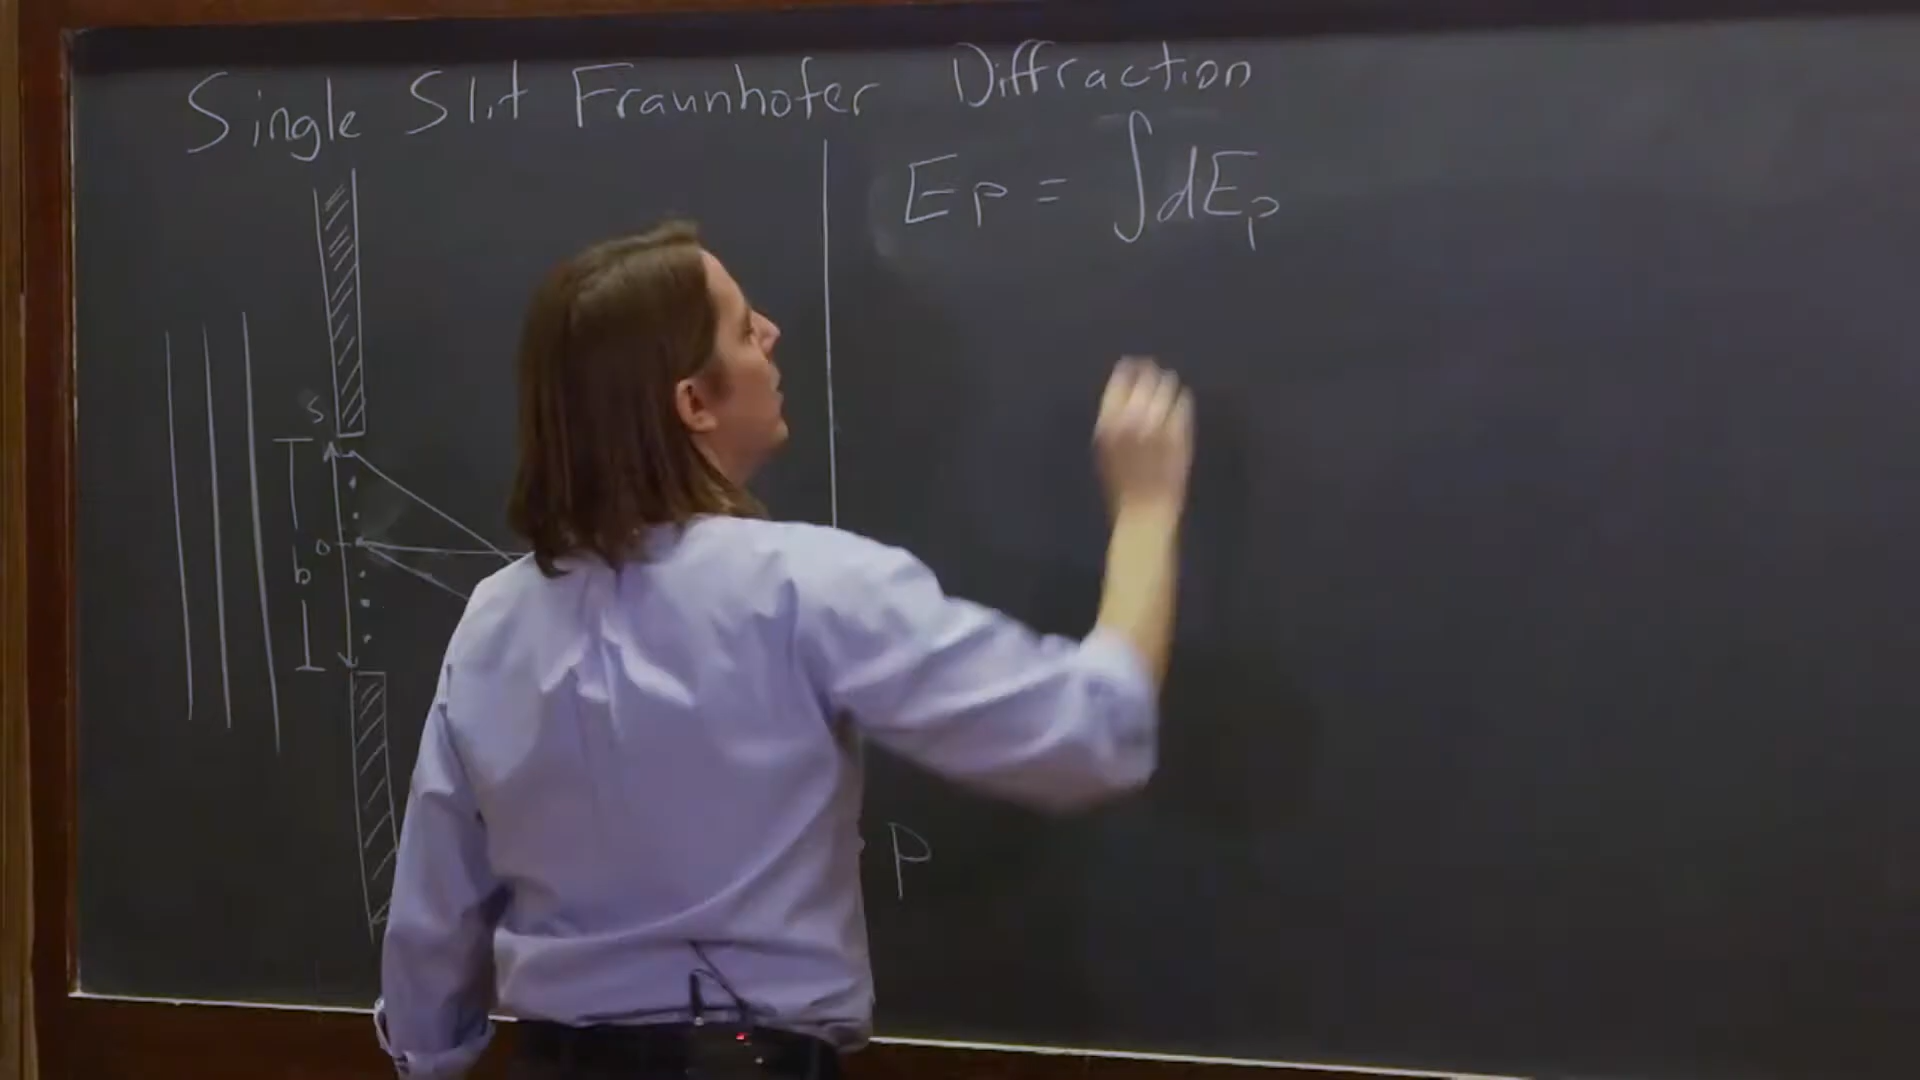 Single Slit Fraunhofer Diffraction
Ep = ∫dEp
s
o
b
P